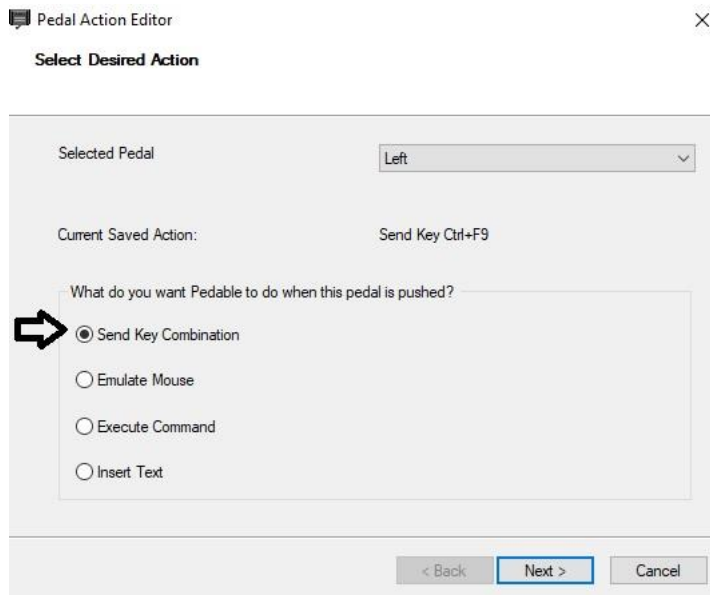 Pedal Action Editor
Select Desired Action
Selected Pedal
Left
Current Saved Action:
Send Key Ctrl+F9
What do you want Pedable to do when this pedal is pushed?
Send Key Combination
Emulate Mouse
Execute Command
Insert Text
< Back
Next >
Cancel